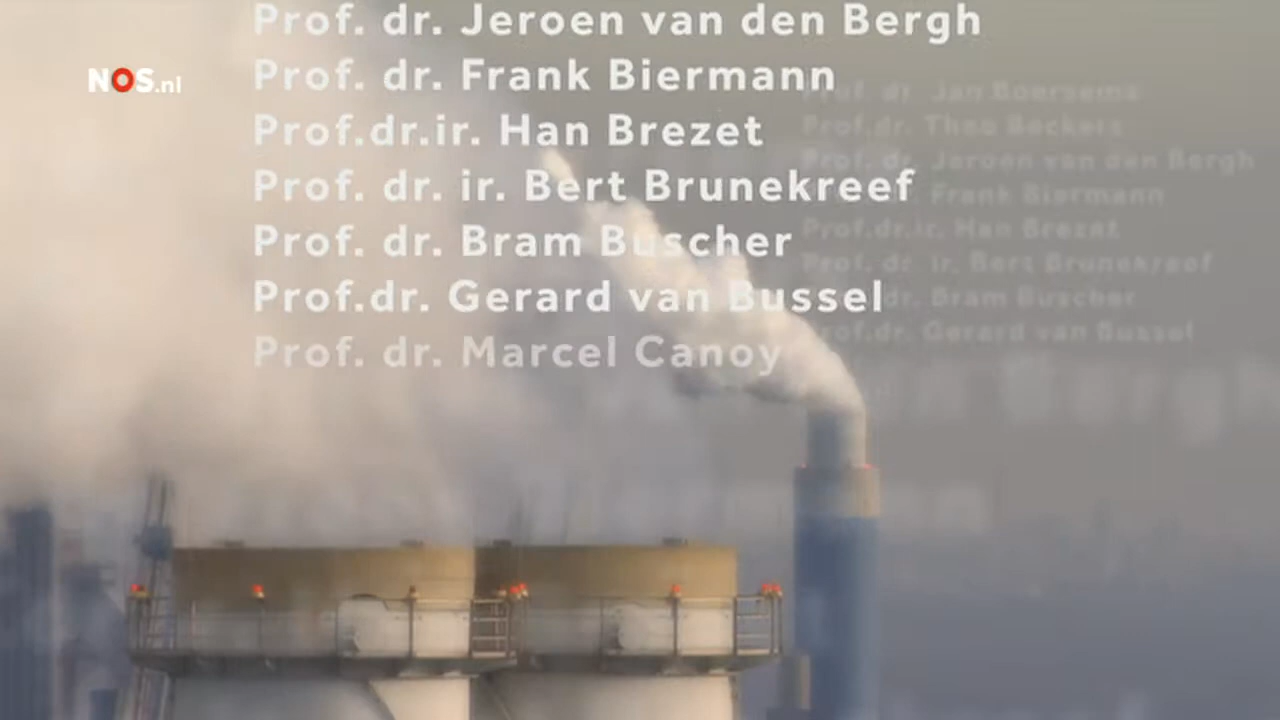 NOS.nl
Prof. dr. Jeroen van den Bergh
Prof. dr. Frank Biermann
Prof.dr.ir. Han Brezet
Prof. dr. ir. Bert Brunekreef
Prof. dr. Bram Buscher
Prof.dr. Gerard van Bussel
Prof. dr. Marcel Canoy
Prof. dr. Jan Boersema
Prof.dr. Theo Beckers
Prof. dr. Jeroen van den Bergh
Frank Biermann
Prof.dr.ir. Han Brezet
Prof. dr. ir. Bert Brunekreef
dr. Bram Buscher
Prof.dr. Gerard van Bussel